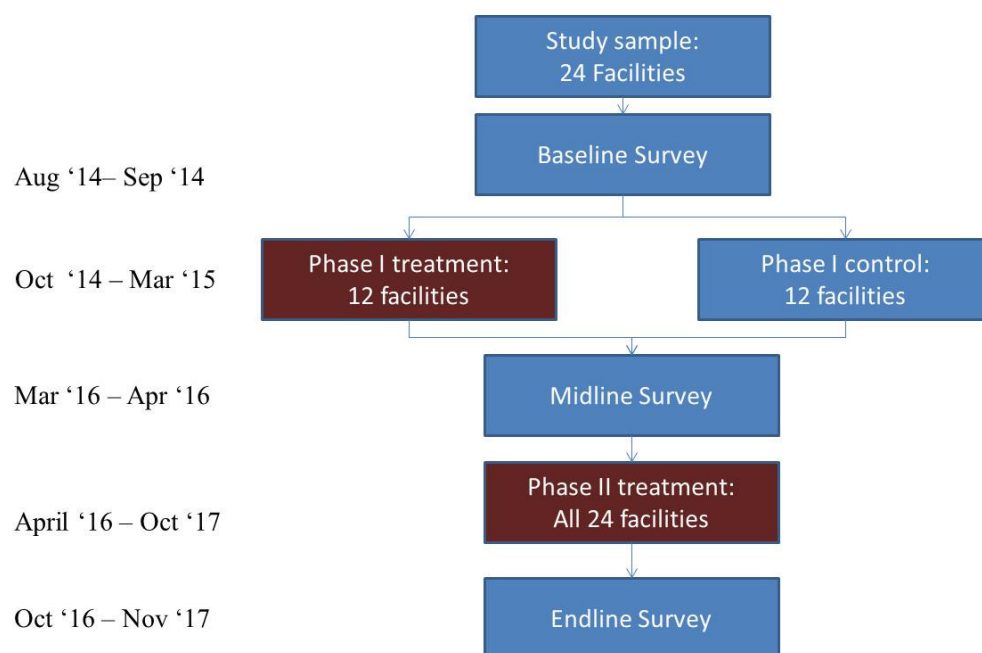 Study sample:
24 Facilities
Baseline Survey
Aug ‘14– Sep ‘14
Phase I treatment:
12 facilities
Phase I control:
12 facilities
Oct ‘14 – Mar ‘15
Midline Survey
Mar ‘16 – Apr ‘16
Phase II treatment:
All 24 facilities
April ‘16 – Oct ‘17
Endline Survey
Oct ‘16 – Nov ‘17